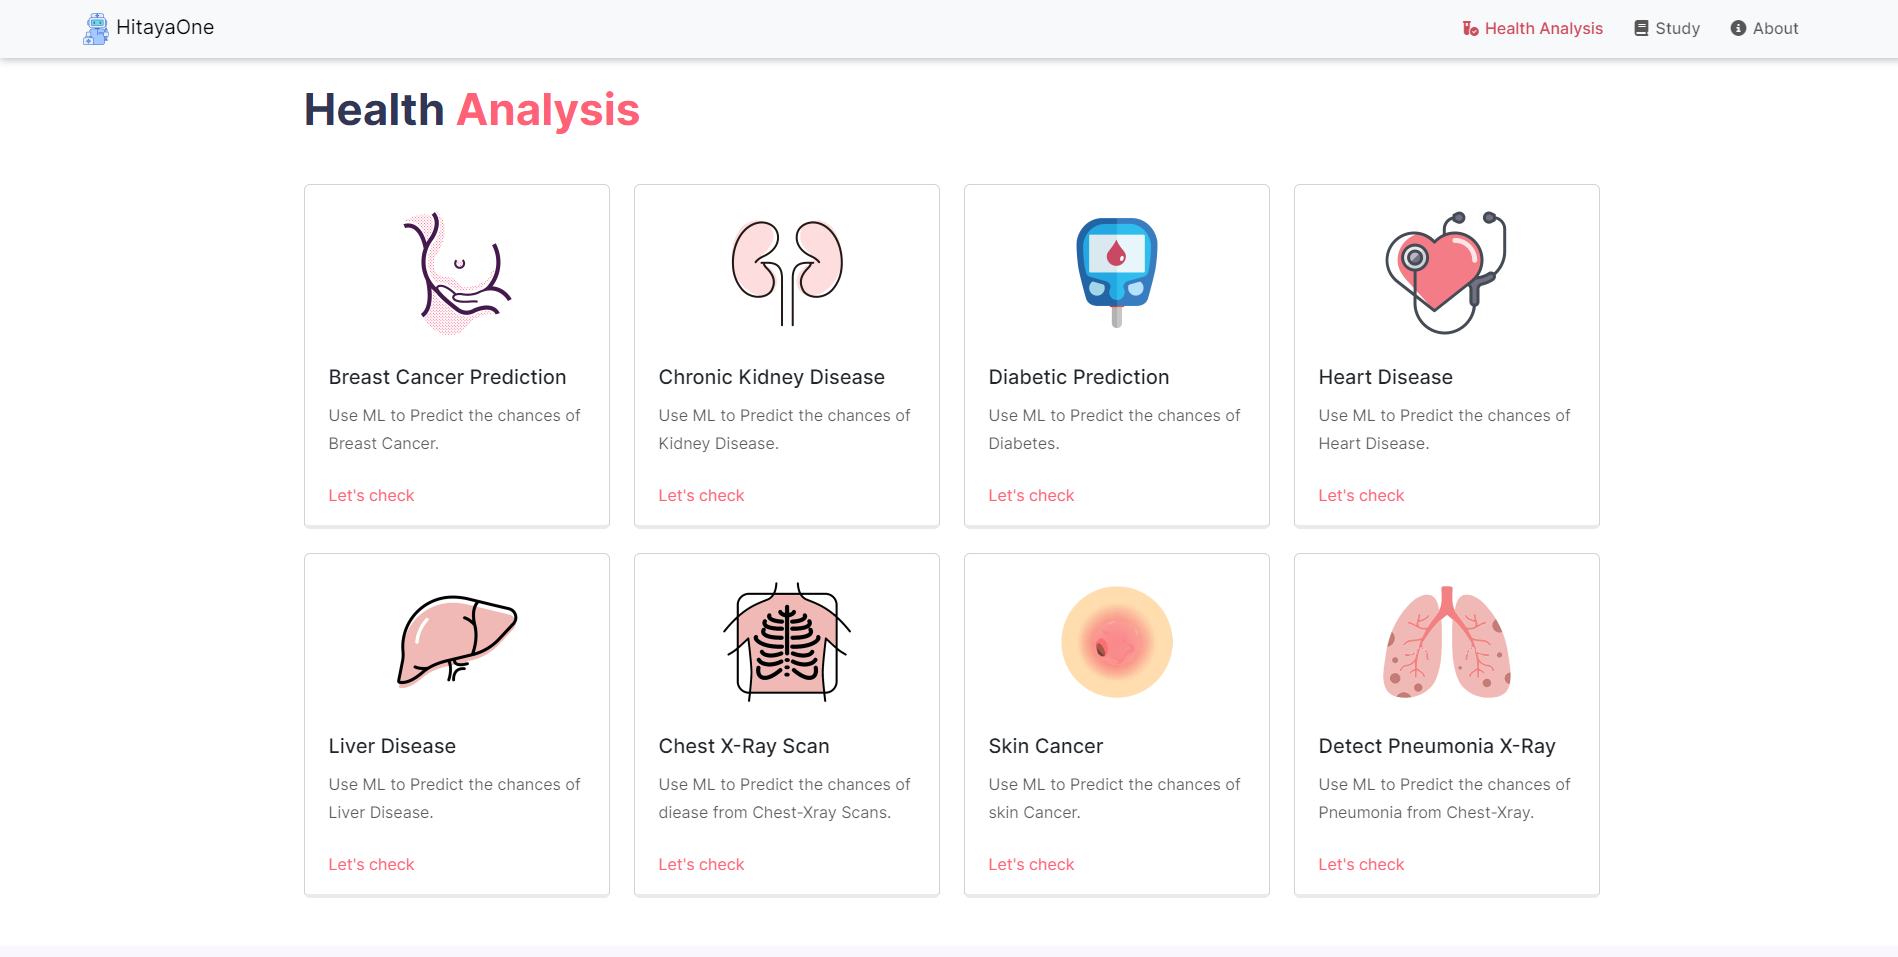 HitayaOne
Health Analysis
Study
About
Health Analysis
Breast Cancer Prediction
Use ML to Predict the chances of
Breast Cancer.
Let's check
Chronic Kidney Disease
Use ML to Predict the chances of
Kidney Disease.
Let's check
Diabetic Prediction
Use ML to Predict the chances of
Diabetes.
Let's check
Heart Disease
Use ML to Predict the chances of
Heart Disease.
Let's check
Liver Disease
Use ML to Predict the chances of
Liver Disease.
Let's check
Chest X-Ray Scan
Use ML to Predict the chances of
diease from Chest-Xray Scans.
Let's check
Skin Cancer
Use ML to Predict the chances of
skin Cancer.
Let's check
Detect Pneumonia X-Ray
Use ML to Predict the chances of
Pneumonia from Chest-Xray.
Let's check